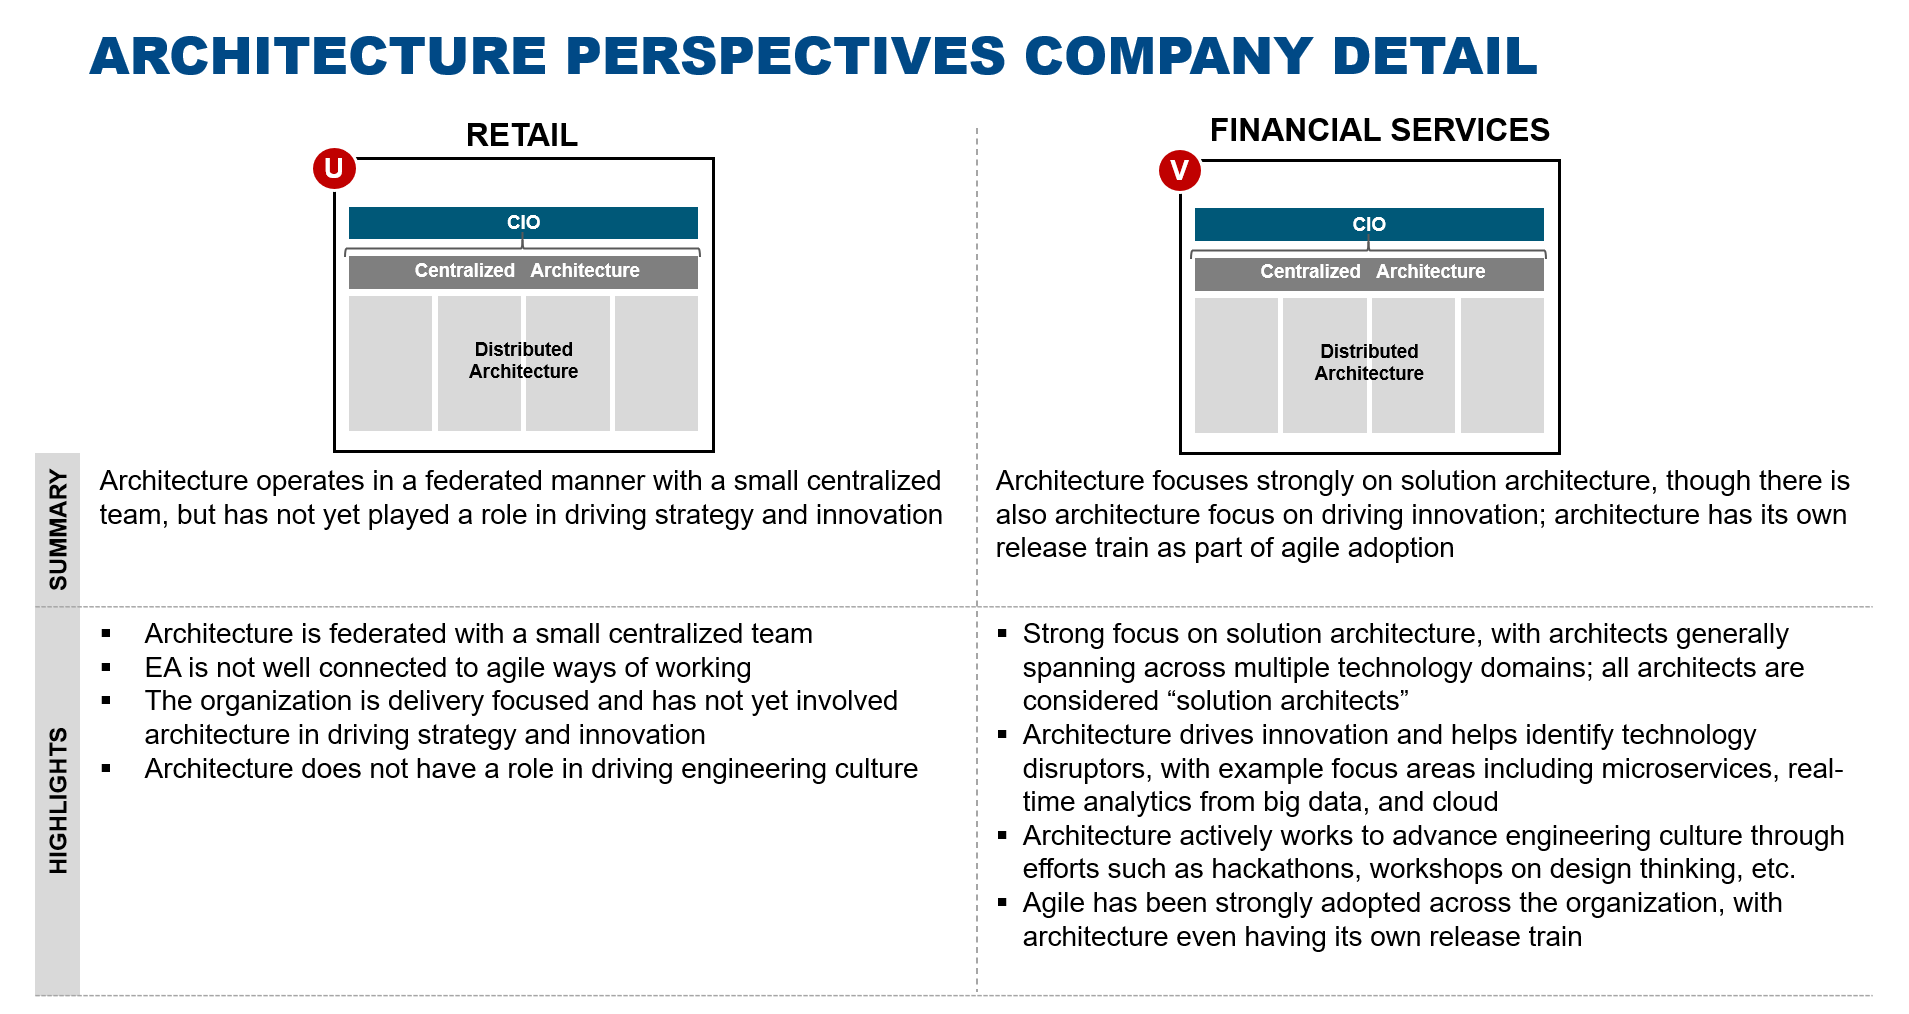 ARCHITECTURE PERSPECTIVES COMPANY DETAIL
RETAIL
U
CIO
Centralized Architecture
Distributed
Architecture
FINANCIAL SERVICES
V
CIO
Centralized Architecture
Distributed
Architecture
SUMMARY
Architecture operates in a federated manner with a small centralized
team, but has not yet played a role in driving strategy and innovation
Architecture focuses strongly on solution architecture, though there is
also architecture focus on driving innovation; architecture has its own
release train as part of agile adoption
HIGHLIGHTS
▪ Architecture is federated with a small centralized team
▪ EA is not well connected to agile ways of working
▪ The organization is delivery focused and has not yet involved
architecture in driving strategy and innovation
▪ Architecture does not have a role in driving engineering culture
▪ Strong focus on solution architecture, with architects generally
spanning across multiple technology domains; all architects are
considered “solution architects”
▪ Architecture drives innovation and helps identify technology
disruptors, with example focus areas including microservices, real-
time analytics from big data, and cloud
▪ Architecture actively works to advance engineering culture through
efforts such as hackathons, workshops on design thinking, etc.
▪ Agile has been strongly adopted across the organization, with
architecture even having its own release train